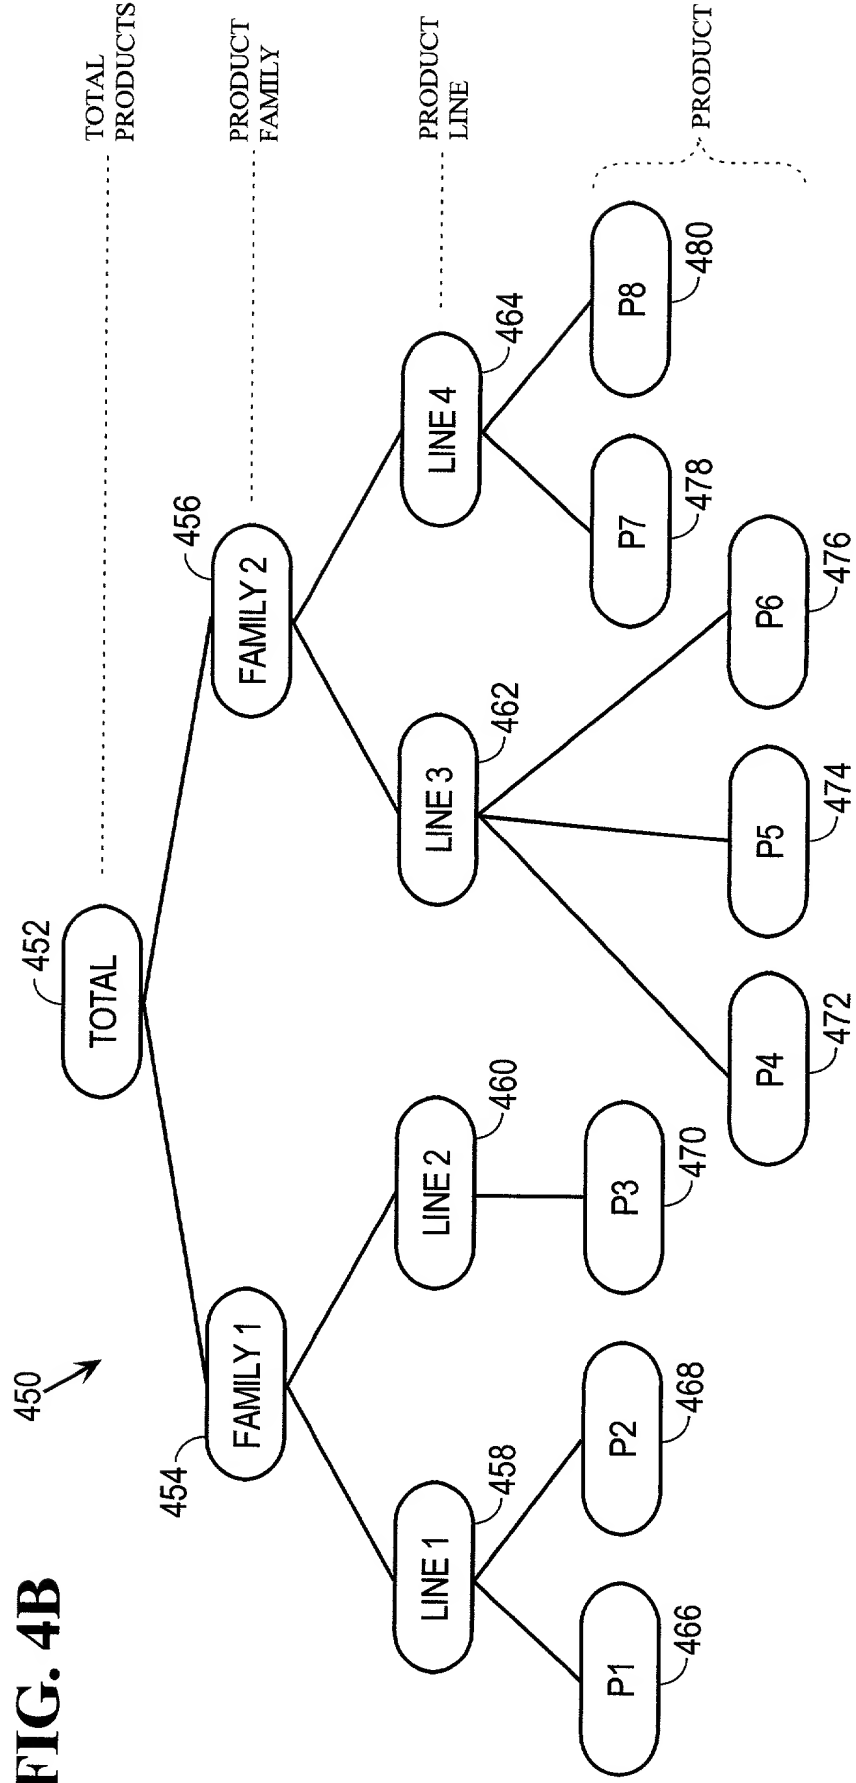 FIG. 4B
450
452
TOTAL
TOTAL
PRODUCTS
454
FAMILY 1
456
FAMILY 2
PRODUCT
FAMILY
LINE 1
458
LINE 2
460
LINE 3
462
LINE 4
464
PRODUCT
LINE
P1
466
P2
468
P3
470
P7
478
P8
480
PRODUCT
P4
472
P5
474
P6
476